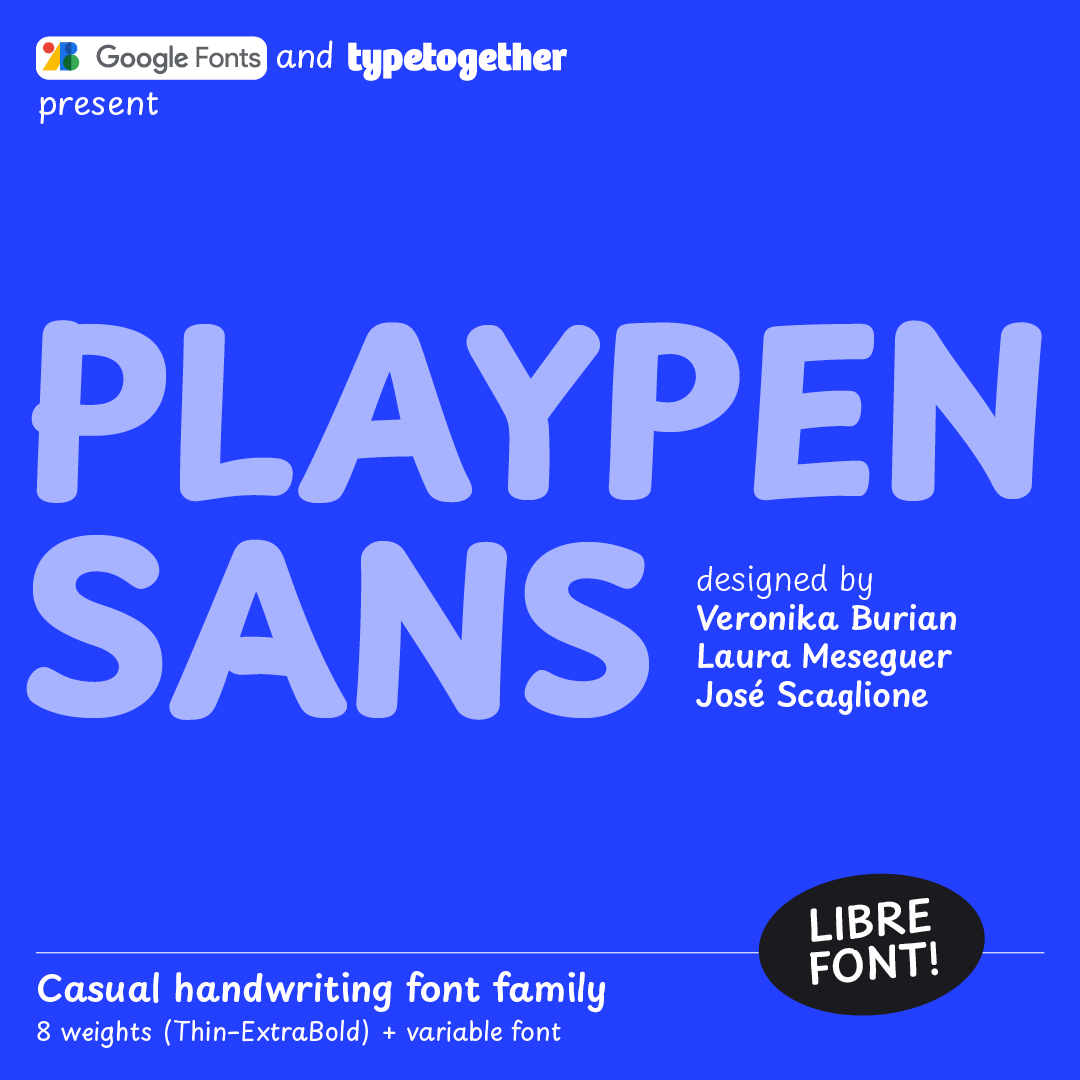 Google Fonts and typetogether
present
PLAYPEN
SANS
designed by
Veronika Burian
Laura Meseguer
José Scaglione
LIBRE
FONT!
Casual handwriting font family
8 weights (Thin–ExtraBold) + variable font